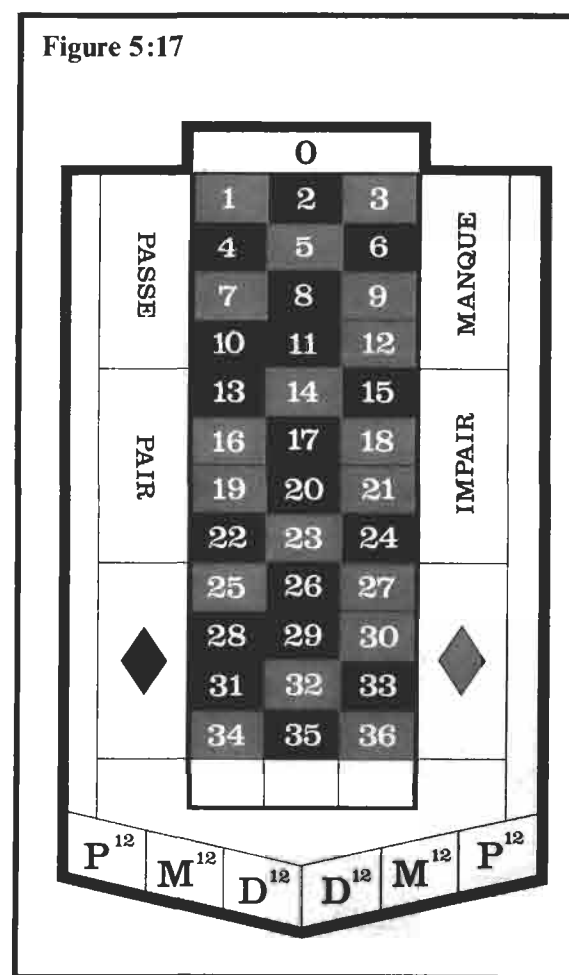 Figure 5:17
0
1 2 3
4 5 6
7 8 9
10 11 12
13 14 15
16 17 18
19 20 21
22 23 24
25 26 27
28 29 30
31 32 33
34 35 36
PASSE
MANQUE
PAIR
IMPAIR
P12 M12 D12 D12 M12 P12